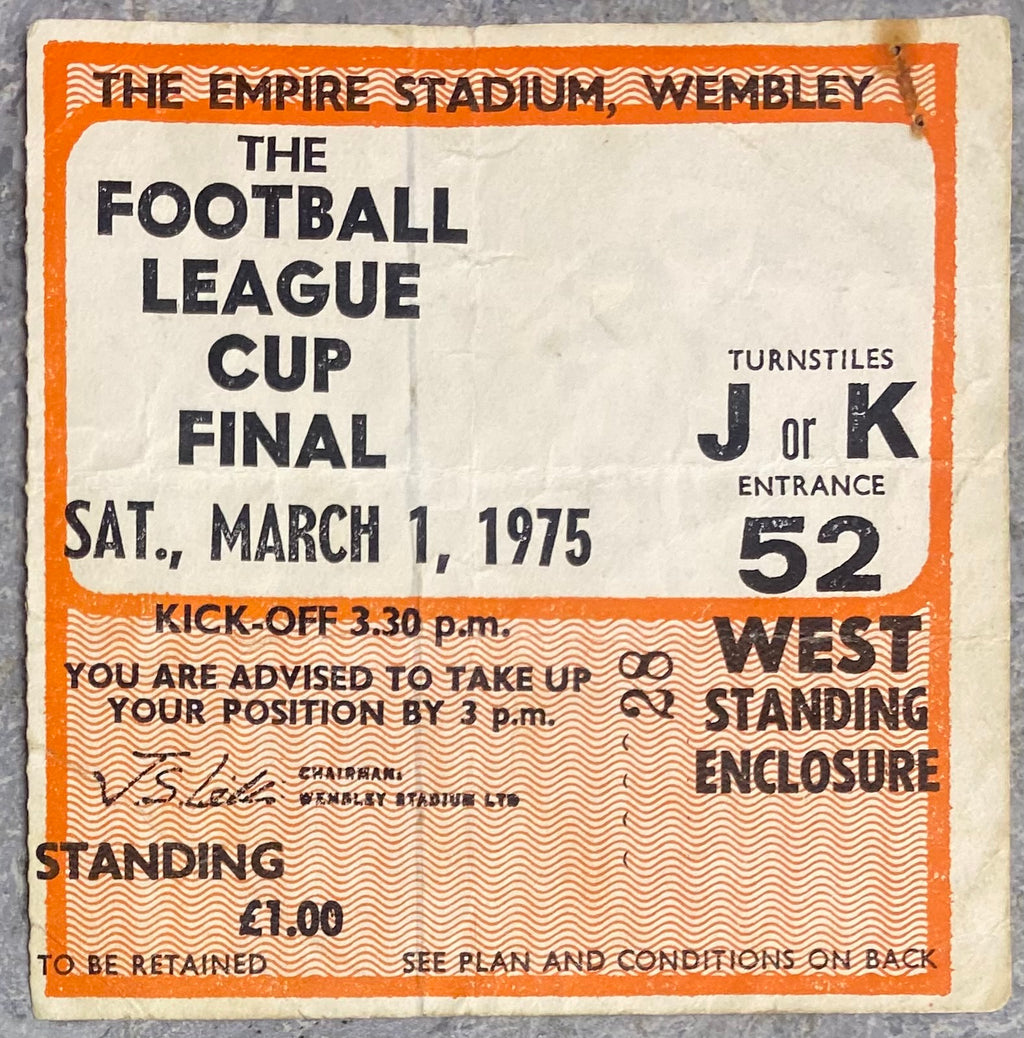 THE EMPIRE STADIUM, WEMBLEY
THE
FOOTBALL
LEAGUE
CUP
FINAL
SAT., MARCH 1, 1975
TURNSTILES
J or K
ENTRANCE
52
KICK-OFF 3.30 p.m.
YOU ARE ADVISED TO TAKE UP
YOUR POSITION BY 3 p.m.
CHAIRMAN:
WEMBLEY STADIUM LTD
28
WEST
STANDING
ENCLOSURE
STANDING
£1.00
TO BE RETAINED
SEE PLAN AND CONDITIONS ON BACK